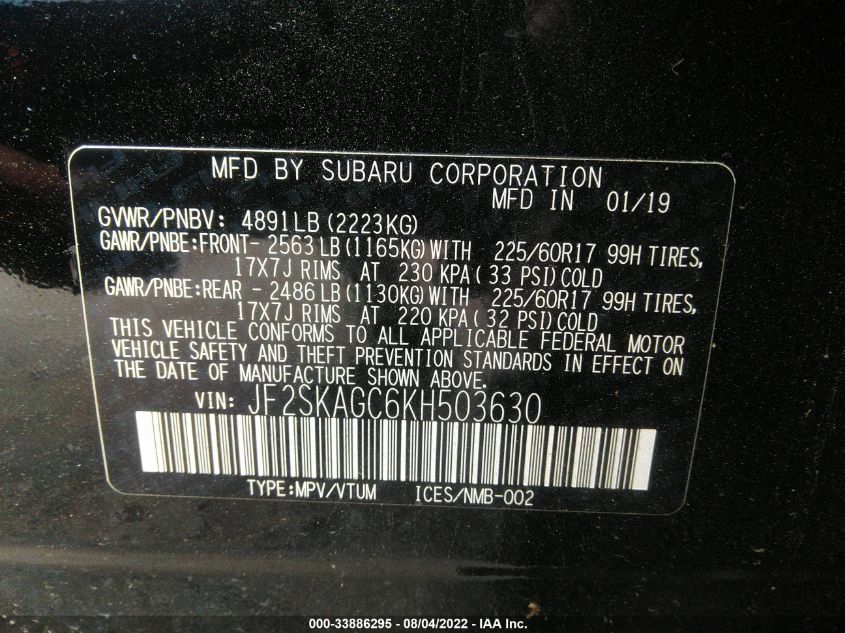 MFD BY SUBARU CORPORATION
MFD IN 01/19
GVWR/PNBV: 4891LB (2223KG)
GAWR/PNBE:FRONT- 2563 LB (1165KG) WITH 225/60R17 99H TIRES,
17X7J RIMS AT 230 KPA ( 33 PSI) COLD
GAWR/PNBE:REAR - 2486 LB (1130KG) WITH 225/60R17 99H TIRES,
17X7J RIMS AT 220 KPA ( 32 PSI) COLD
THIS VEHICLE CONFORMS TO ALL APPLICABLE FEDERAL MOTOR
VEHICLE SAFETY AND THEFT PREVENTION STANDARDS IN EFFECT ON
THE DATE OF MANUFACTURE SHOWN ABOVE.
VIN: JF2SKAGC6KH503630
TYPE:MPV/VTUM ICES/NMB-002
000-33886295 - 08/04/2022 - IAA Inc.